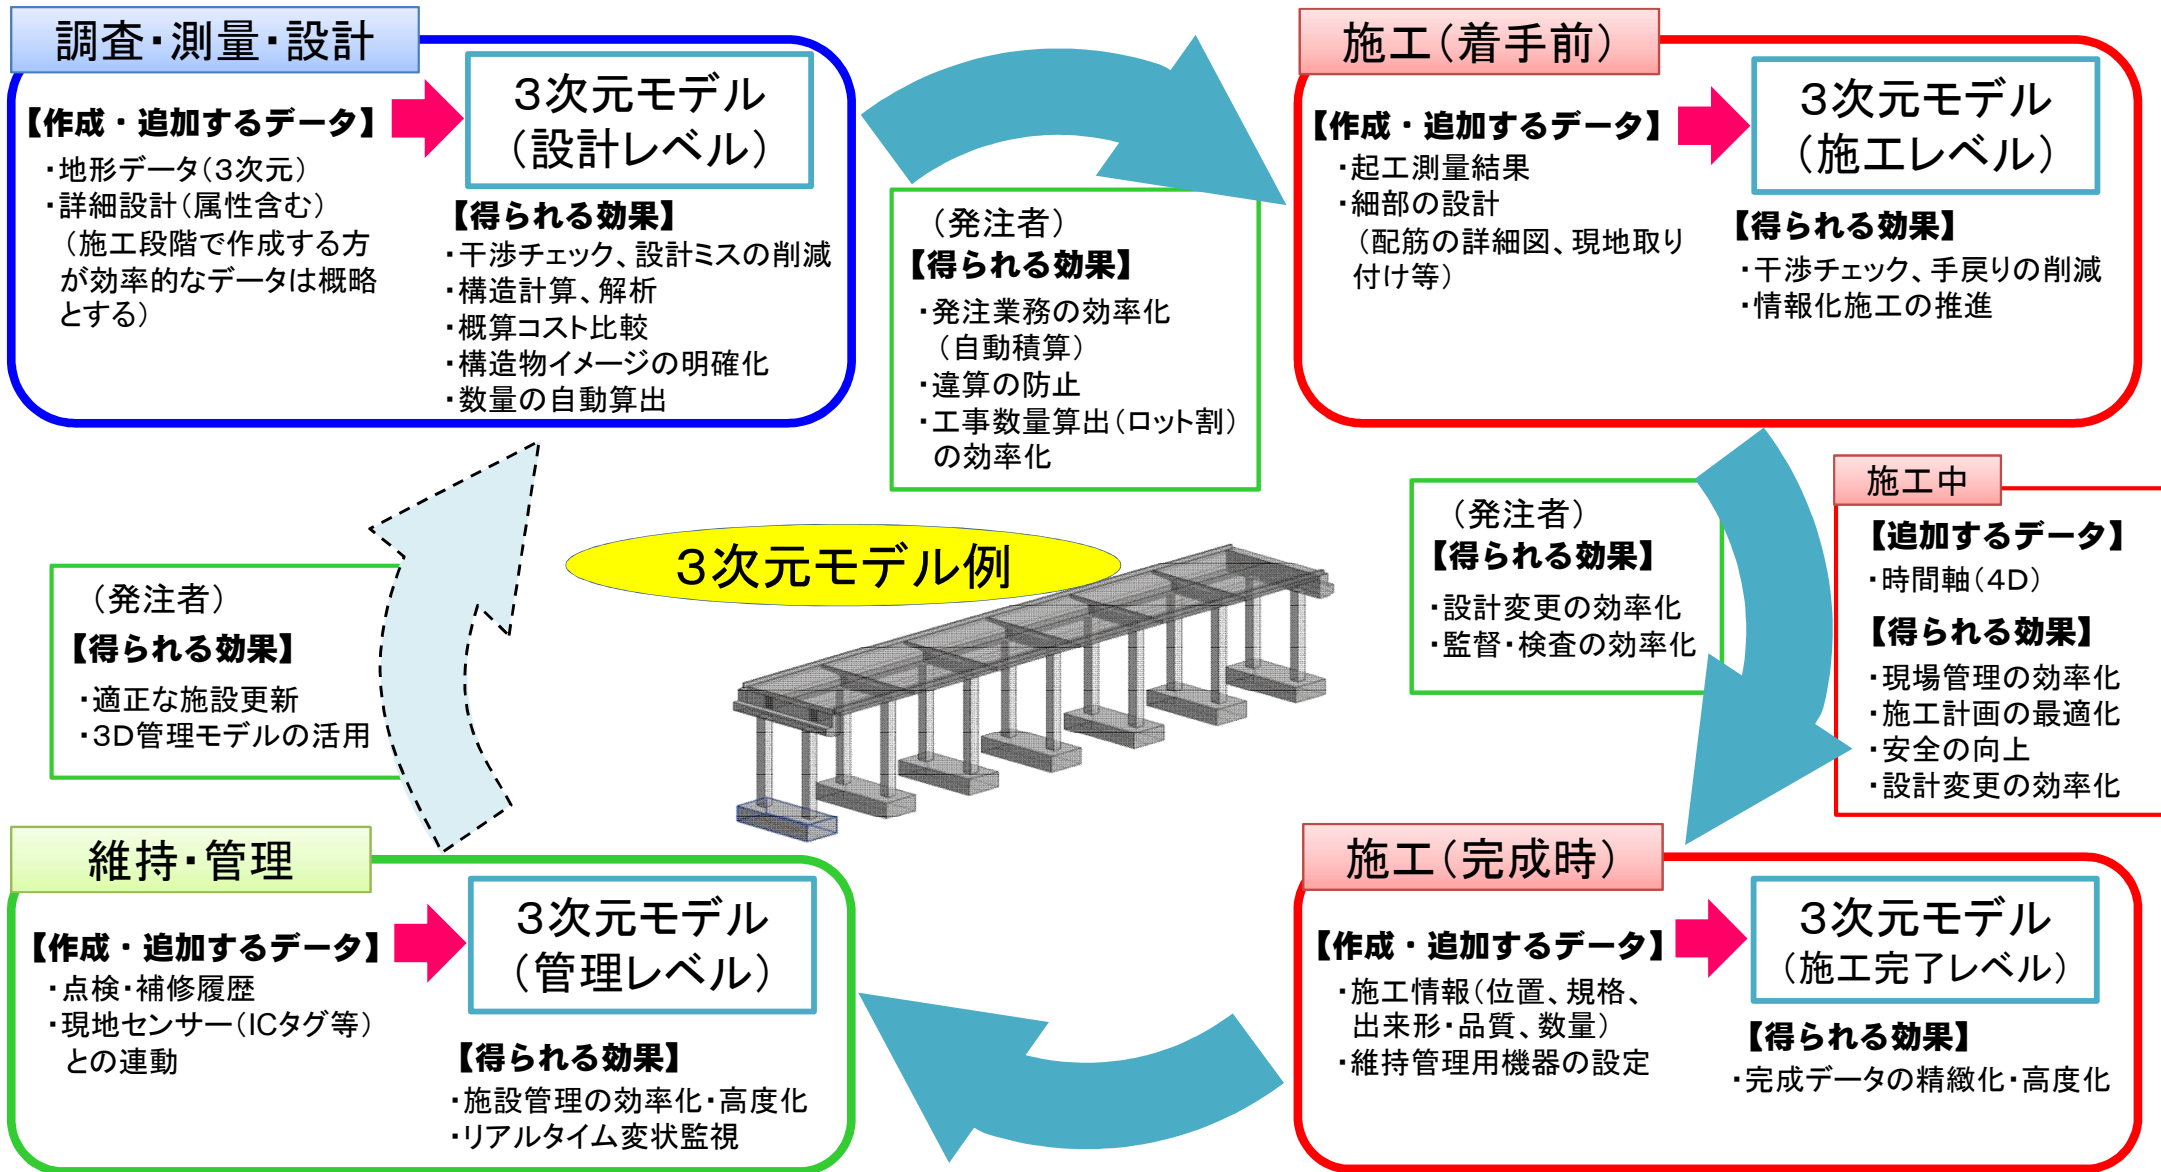 調査・測量・設計
【作成・追加するデータ】
・地形データ(３次元)
・詳細設計(属性含む)
(施工段階で作成する方
が効率的なデータは概略
とする)
３次元モデル
(設計レベル)
【得られる効果】
・干渉チェック、設計ミスの削減
・構造計算、解析
・概算コスト比較
・構造物イメージの明確化
・数量の自動算出
(発注者)
【得られる効果】
・発注業務の効率化
(自動積算)
・違算の防止
・工事数量算出(ロット割)
の効率化
施工(着手前)
【作成・追加するデータ】
・起工測量結果
・細部の設計
(配筋の詳細図、現地取り
付け等)
３次元モデル
(施工レベル)
【得られる効果】
・干渉チェック、手戻りの削減
・情報化施工の推進
(発注者)
【得られる効果】
・設計変更の効率化
・監督・検査の効率化
施工中
【追加するデータ】
・時間軸(４D)
【得られる効果】
・現場管理の効率化
・施工計画の最適化
・安全の向上
・設計変更の効率化
３次元モデル例
(発注者)
【得られる効果】
・適正な施設更新
・3D管理モデルの活用
維持・管理
【作成・追加するデータ】
・点検・補修履歴
・現地センサー(ICタグ等)
との連動
３次元モデル
(管理レベル)
【得られる効果】
・施設管理の効率化・高度化
・リアルタイム変状監視
施工(完成時)
【作成・追加するデータ】
・施工情報(位置、規格、
出来形・品質、数量)
・維持管理用機器の設定
３次元モデル
(施工完了レベル)
【得られる効果】
・完成データの精緻化・高度化